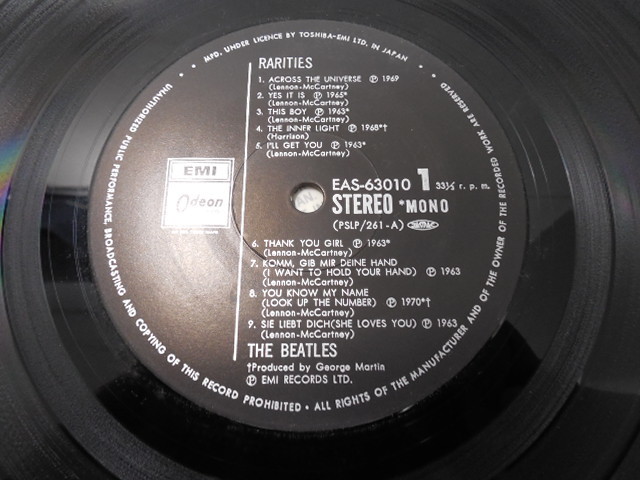 MFD. UNDER LICENCE BY TOSHIBA-EMI LTD. IN JAPAN
UNAUTHORIZED PUBLIC PERFORMANCE, BROADCASTING AND COPYING OF THIS RECORD PROHIBITED • ALL RIGHTS OF THE MANUFACTURER AND OF THE OWNER OF THE RECORDED WORK ARE RESERVED
RARITIES
1. ACROSS THE UNIVERSE ℗ 1969
(Lennon-McCartney)
2. YES IT IS ℗ 1965*
(Lennon-McCartney)
3. THIS BOY ℗ 1963*
(Lennon-McCartney)
4. THE INNER LIGHT ℗ 1968*†
(Harrison)
5. I'LL GET YOU ℗ 1963*
(Lennon-McCartney)
EMI
Odeon
EAS-63010 1 33⅓ r. p. m.
STEREO *MONO
(PSLP/261-A)
6. THANK YOU GIRL ℗ 1963*
(Lennon-McCartney)
7. KOMM, GIB MIR DEINE HAND
(I WANT TO HOLD YOUR HAND) ℗ 1963
(Lennon-McCartney)
8. YOU KNOW MY NAME
(LOOK UP THE NUMBER) ℗ 1970*†
(Lennon-McCartney)
9. SIE LIEBT DICH(SHE LOVES YOU) ℗ 1963
(Lennon-McCartney)
THE BEATLES
†Produced by George Martin
℗ EMI RECORDS LTD.